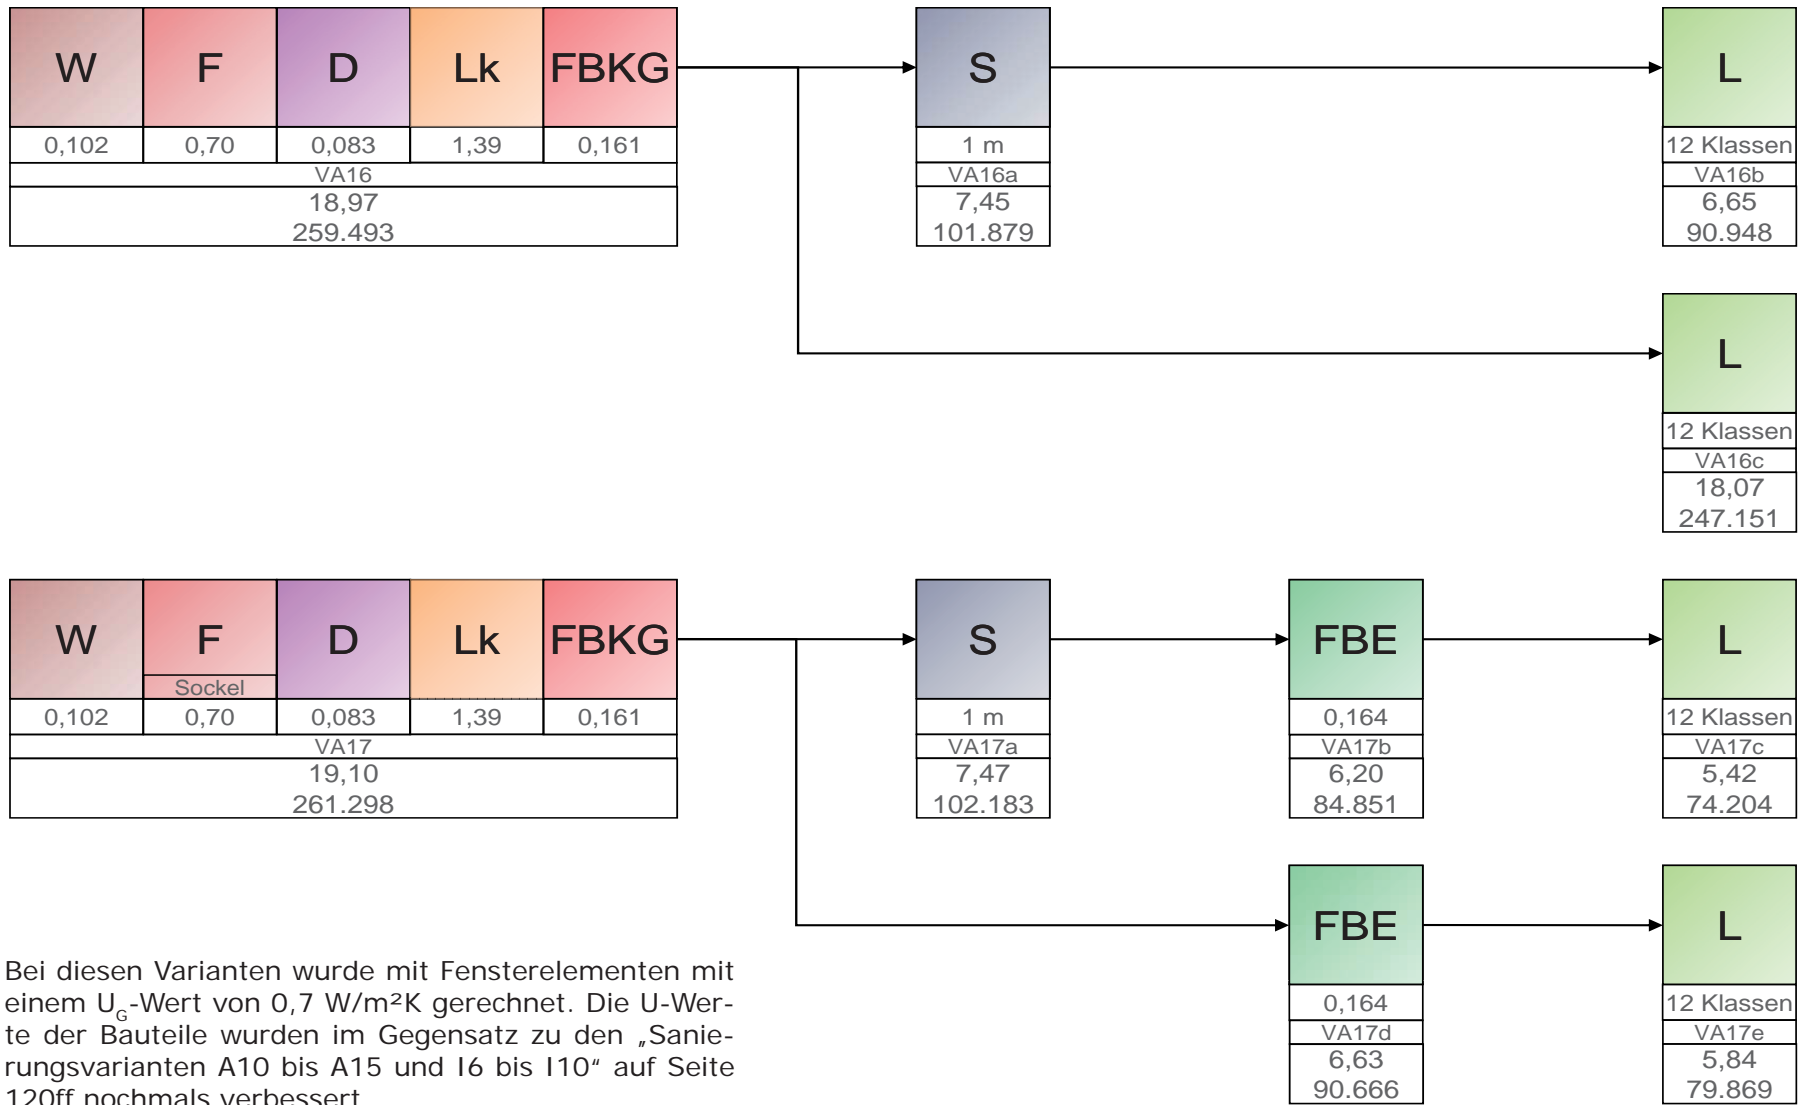 W F D Lk FBKG S L
0,102 0,70 0,083 1,39 0,161 1 m 12 Klassen
VA16 VA16a VA16b
18,97 7,45 6,65
259.493 101.879 90.948
L
12 Klassen
VA16c
18,07
247.151
W F D Lk FBKG S FBE L
Sockel
0,102 0,70 0,083 1,39 0,161 1 m 0,164 12 Klassen
VA17 VA17a VA17b VA17c
19,10 7,47 6,20 5,42
261.298 102.183 84.851 74.204
FBE L
0,164 12 Klassen
VA17d VA17e
6,63 5,84
90.666 79.869
Bei diesen Varianten wurde mit Fensterelementen mit
einem U_G-Wert von 0,7 W/m²K gerechnet. Die U-Wer-
te der Bauteile wurden im Gegensatz zu den „Sanie-
rungsvarianten A10 bis A15 und I6 bis I10“ auf Seite
120ff nochmals verbessert